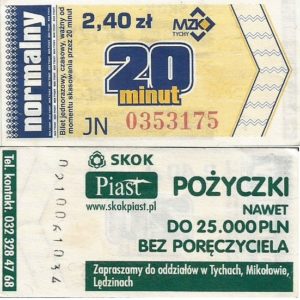 normalny
Bilet jednorazowy, czasowy, ważny od
momentu skasowania przez 20 minut
2,40 zł
MZK
TYCHY
20
minut
JN 0353175
Tel. kontakt. 032 328 47 68
SKOK
Piast
www.skokpiast.pl
POŻYCZKI
NAWET
DO 25.000 PLN
BEZ PORĘCZYCIELA
Zapraszamy do oddziałów w Tychach, Mikołowie,
Lędzinach